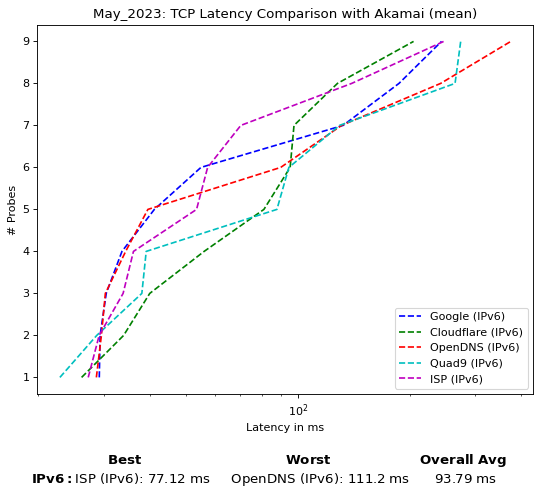 May_2023: TCP Latency Comparison with Akamai (mean)
9
8
7
6
5
4
3
2
1
# Probes
Google (IPv6)
Cloudflare (IPv6)
OpenDNS (IPv6)
Quad9 (IPv6)
ISP (IPv6)
10²
Latency in ms
Best Worst Overall Avg
IPv6: ISP (IPv6): 77.12 ms OpenDNS (IPv6): 111.2 ms 93.79 ms